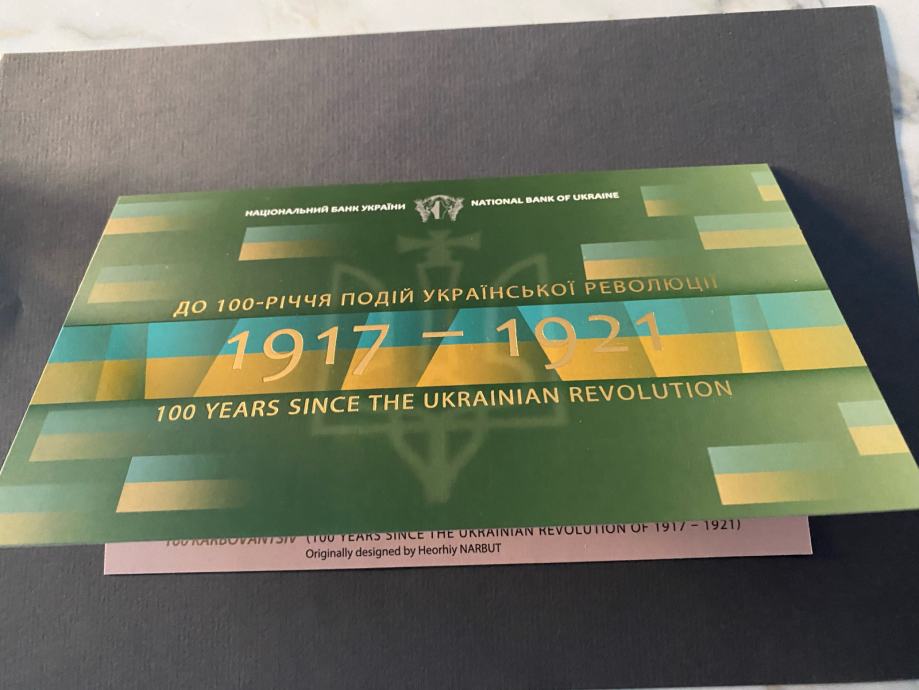 НАЦІОНАЛЬНИЙ БАНК УКРАЇНИ NATIONAL BANK OF UKRAINE
ДО 100-РІЧЧЯ ПОДІЙ УКРАЇНСЬКОЇ РЕВОЛЮЦІЇ
1917 – 1921
100 YEARS SINCE THE UKRAINIAN REVOLUTION
100 KARBOVANTSIV (100 YEARS SINCE THE UKRAINIAN REVOLUTION OF 1917 – 1921)
Originally designed by Heorhiy NARBUT